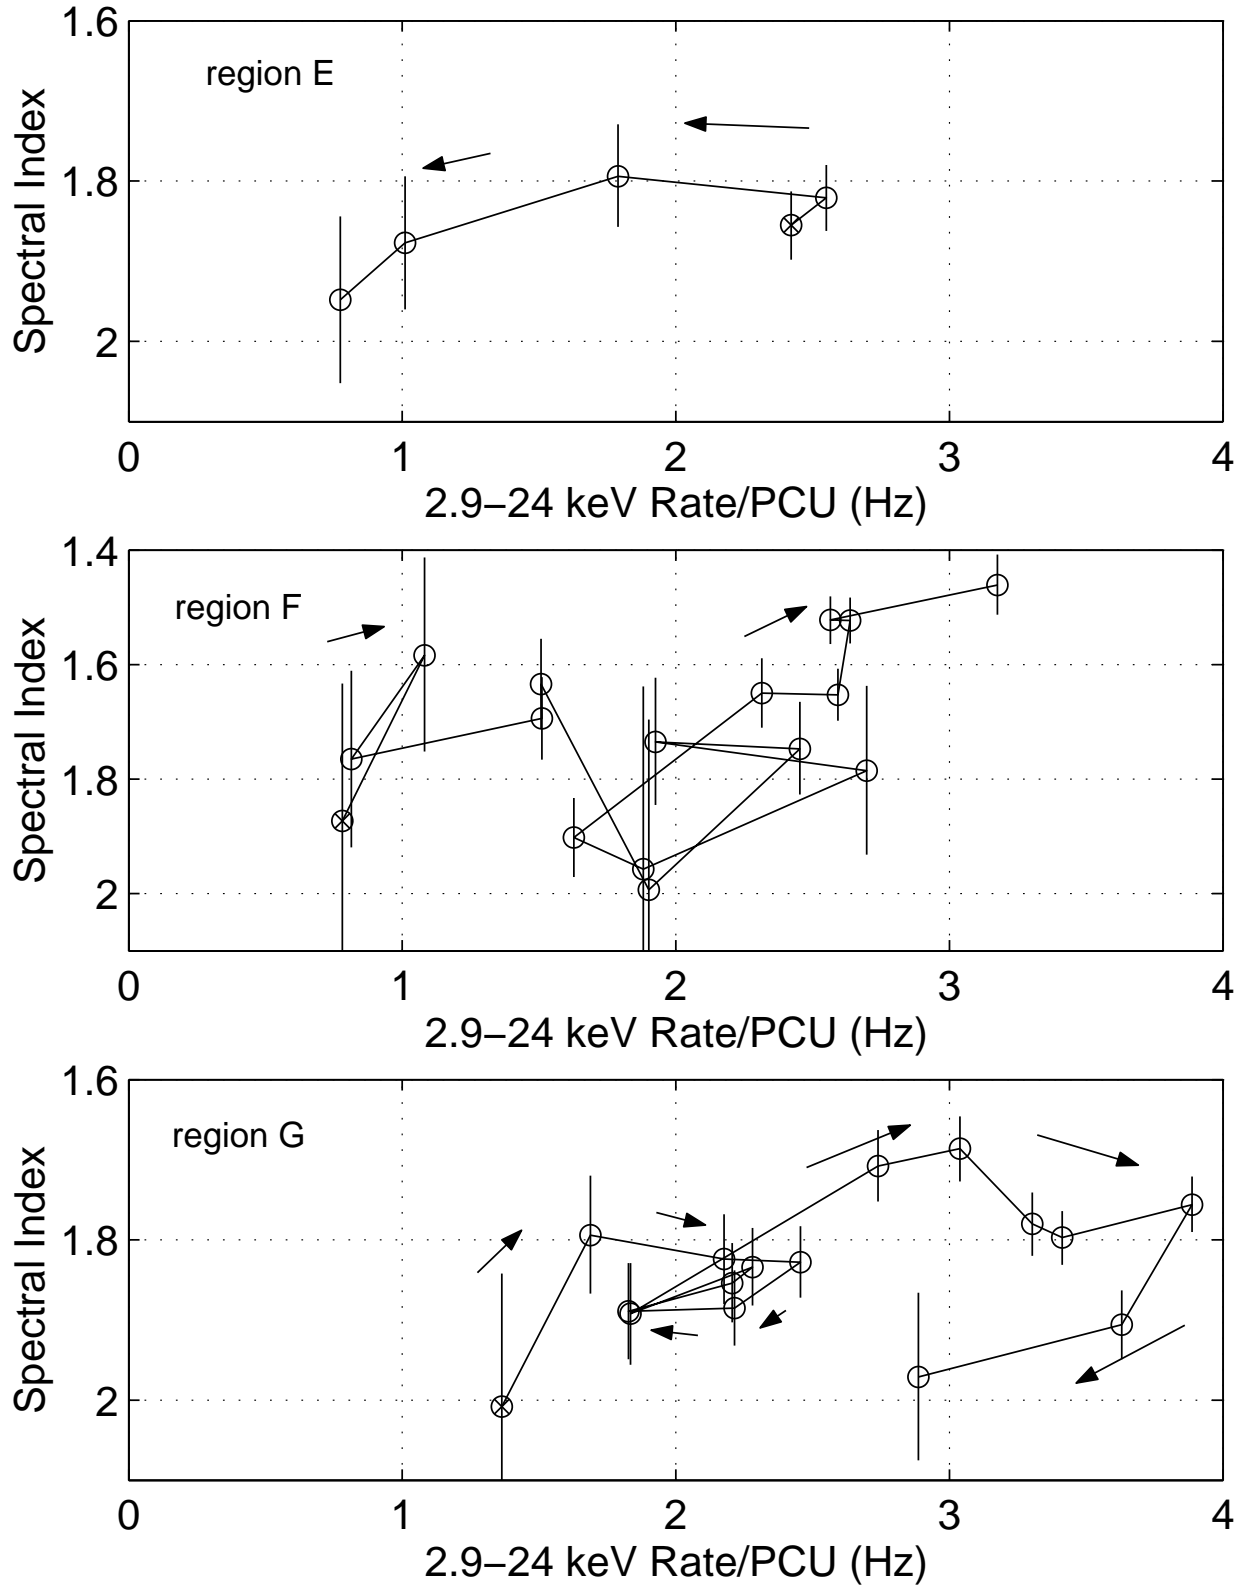 1.6
region E
1.8
2
Spectral Index
0 1 2 3 4
2.9–24 keV Rate/PCU (Hz)
1.4
region F
1.6
1.8
2
Spectral Index
0 1 2 3 4
2.9–24 keV Rate/PCU (Hz)
1.6
region G
1.8
2
Spectral Index
0 1 2 3 4
2.9–24 keV Rate/PCU (Hz)